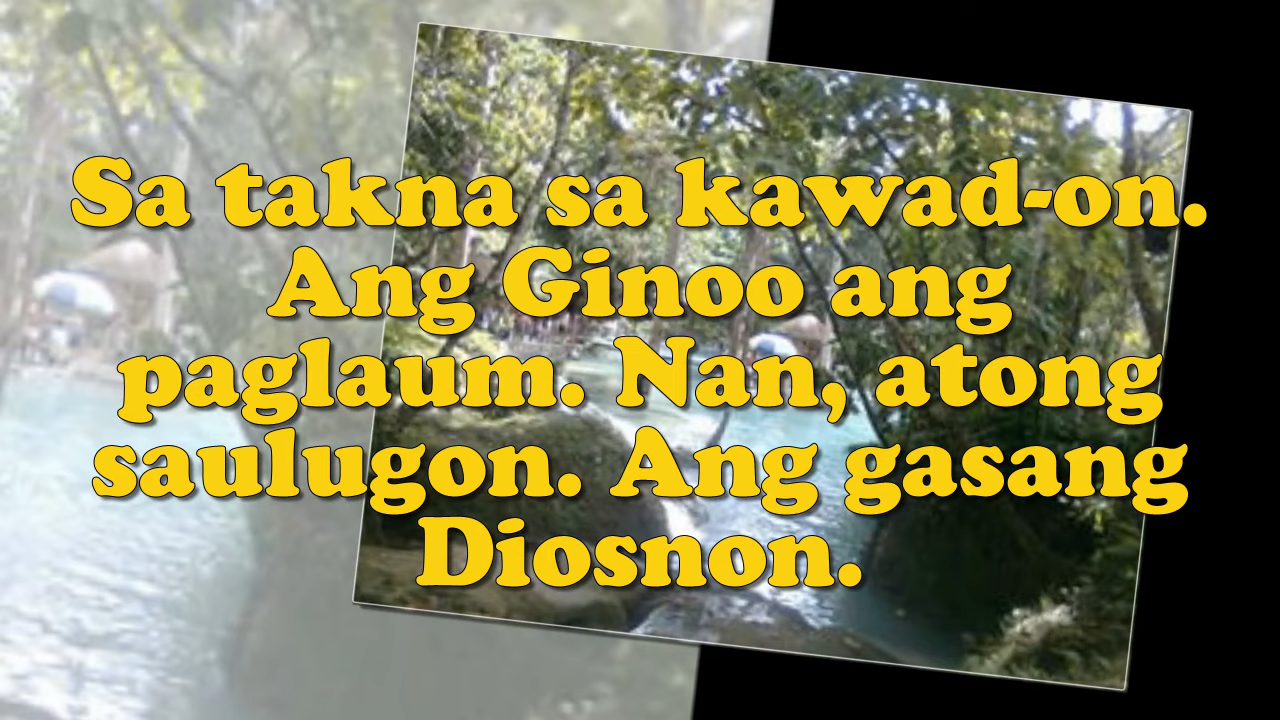 Sa takna sa kawad-on.
Ang Ginoo ang
paglaum. Nan, atong
saulugon. Ang gasang
Diosnon.